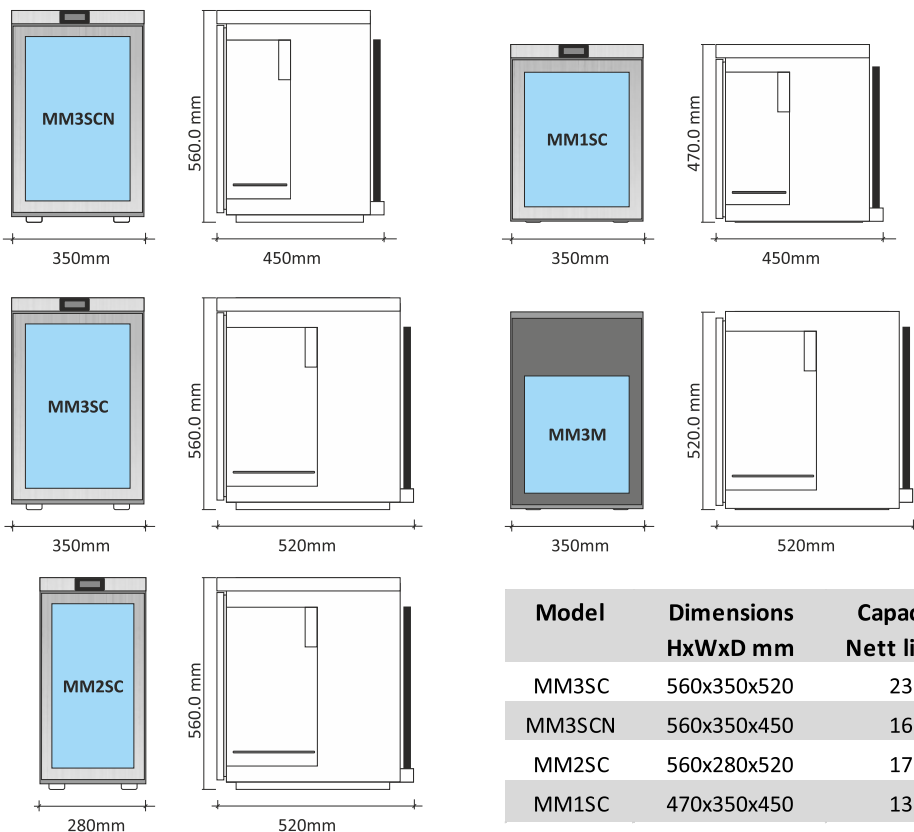 MM3SCN
560.0 mm
350mm
450mm
MM1SC
470.0 mm
350mm
450mm
MM3SC
560.0 mm
350mm
520mm
MM3M
520.0 mm
350mm
520mm
MM2SC
560.0 mm
280mm
520mm
Model Dimensions
HxWxD mm Nett
MM3SC 560x350x520 23
MM3SCN 560x350x450 16
MM2SC 560x280x520 17
MM1SC 470x350x450 13